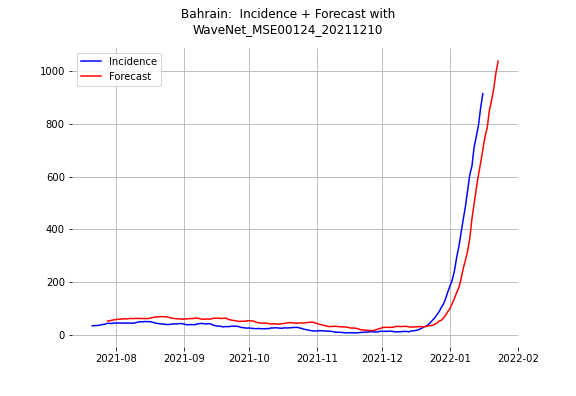 Bahrain:  Incidence + Forecast with
WaveNet_MSE00124_20211210
Incidence
Forecast
1000
800
600
400
200
0
2021-08 2021-09 2021-10 2021-11 2021-12 2022-01 2022-02